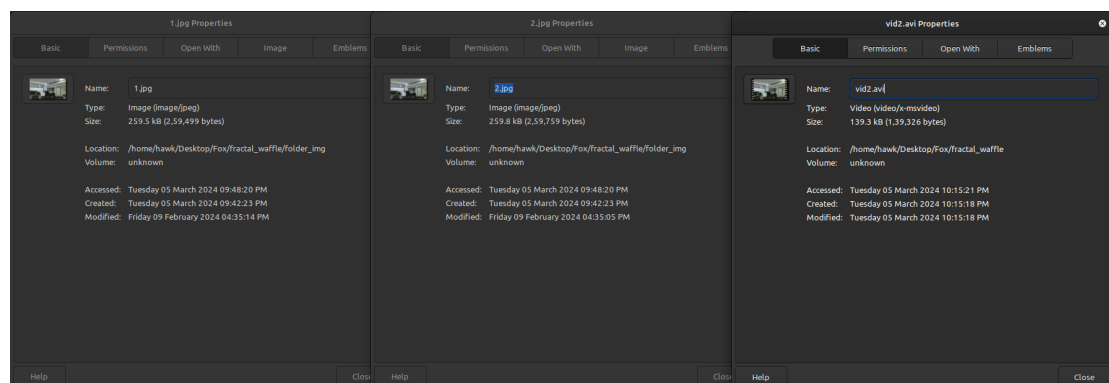 1.jpg Properties
Basic Permissions Open With Image Emblems
Name: 1.jpg
Type: Image (image/jpeg)
Size: 259.5 kB (2,59,499 bytes)
Location: /home/hawk/Desktop/Fox/fractal_waffle/folder_img
Volume: unknown
Accessed: Tuesday 05 March 2024 09:48:20 PM
Created: Tuesday 05 March 2024 09:42:23 PM
Modified: Friday 09 February 2024 04:35:14 PM
Help Close
2.jpg Properties
Basic Permissions Open With Image Emblems
Name: 2.jpg
Type: Image (image/jpeg)
Size: 259.8 kB (2,59,759 bytes)
Location: /home/hawk/Desktop/Fox/fractal_waffle/folder_img
Volume: unknown
Accessed: Tuesday 05 March 2024 09:48:20 PM
Created: Tuesday 05 March 2024 09:42:23 PM
Modified: Friday 09 February 2024 04:35:05 PM
Help Close
vid2.avi Properties
Basic Permissions Open With Emblems
Name: vid2.avi
Type: Video (video/x-msvideo)
Size: 139.3 kB (1,39,326 bytes)
Location: /home/hawk/Desktop/Fox/fractal_waffle
Volume: unknown
Accessed: Tuesday 05 March 2024 10:15:21 PM
Created: Tuesday 05 March 2024 10:15:18 PM
Modified: Tuesday 05 March 2024 10:15:18 PM
Help Close